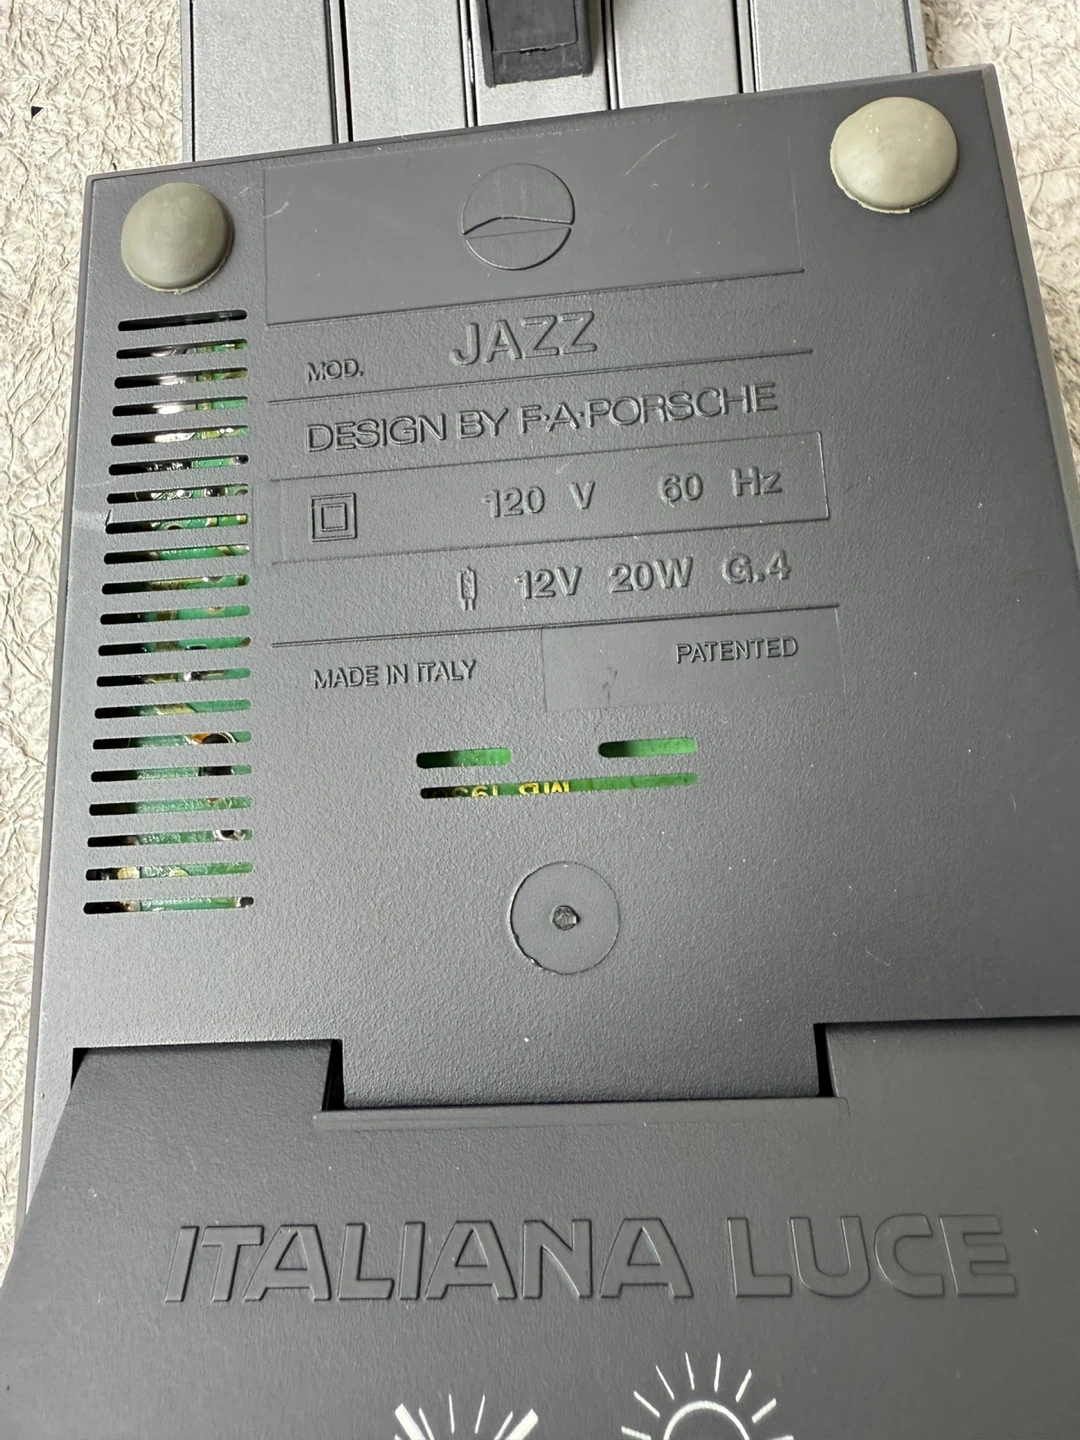 MOD. JAZZ
DESIGN BY F·A·PORSCHE
120 V 60 Hz
12V 20W G.4
MADE IN ITALY PATENTED
ITALIANA LUCE